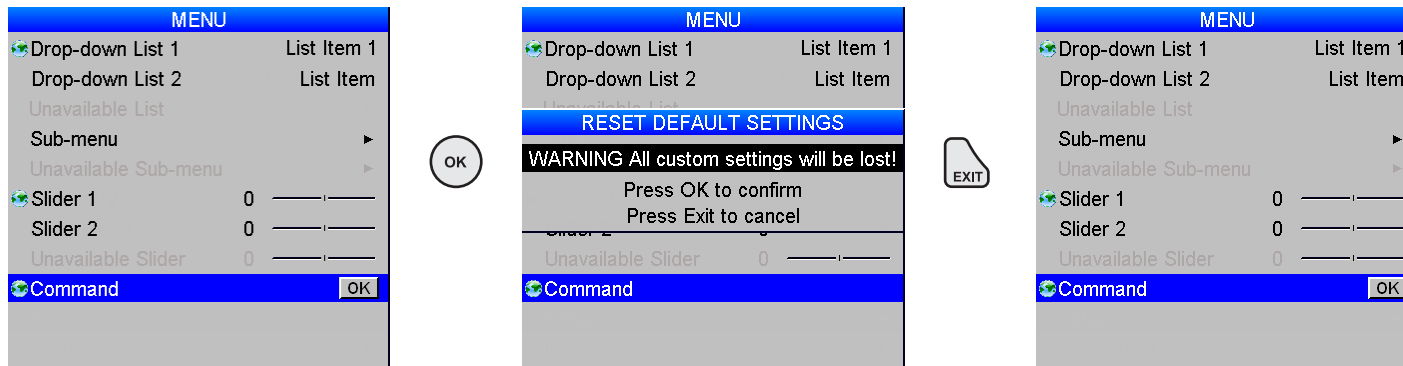 MENU
Drop-down List 1 List Item 1
Drop-down List 2 List Item
Unavailable List
Sub-menu
Unavailable Sub-menu
Slider 1 0
Slider 2 0
Unavailable Slider 0
Command OK
OK
MENU
Drop-down List 1 List Item 1
Drop-down List 2 List Item
Unavailable List
RESET DEFAULT SETTINGS
WARNING All custom settings will be lost!
Press OK to confirm
Press Exit to cancel
Slider 2 0
Unavailable Slider 0
Command
EXIT
MENU
Drop-down List 1 List Item 1
Drop-down List 2 List Item
Unavailable List
Sub-menu
Unavailable Sub-menu
Slider 1 0
Slider 2 0
Unavailable Slider 0
Command OK